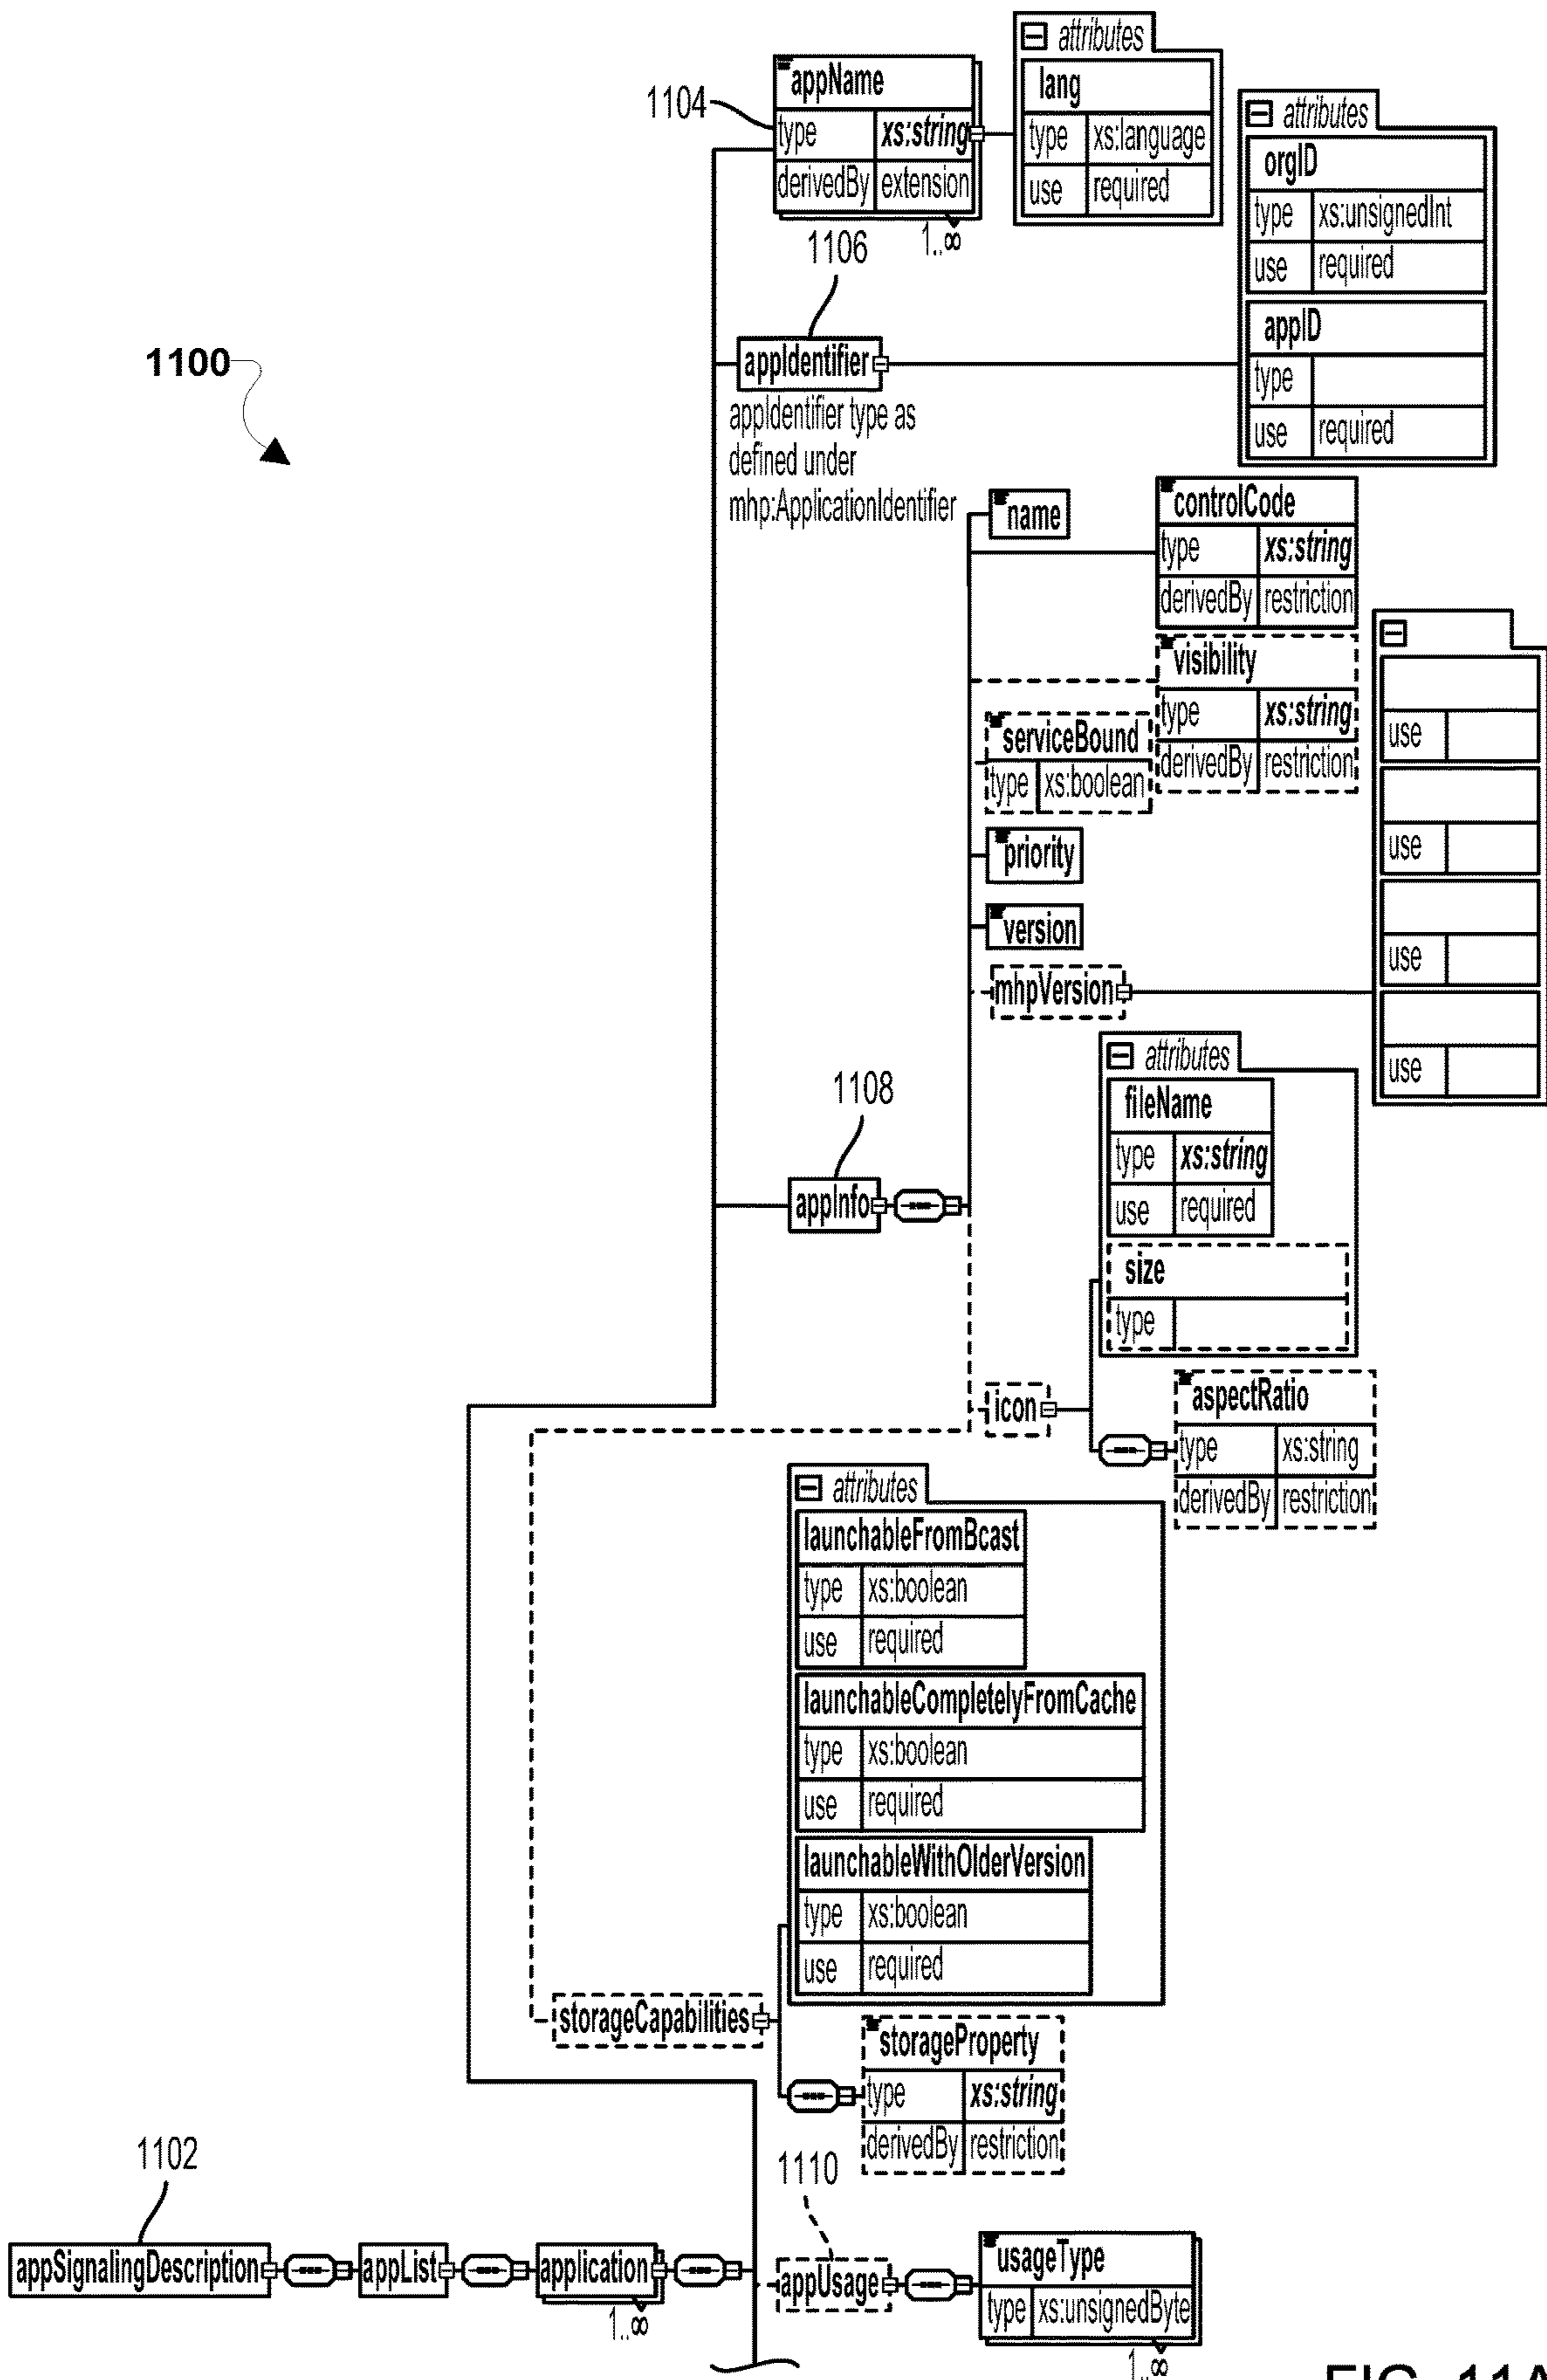 attributes
lang
type xs:language
use required
appName
type xs:string
derivedBy extension
1..∞
1104
attributes
orgID
type xs:unsignedInt
use required
appID
type
use required
1106
1100
appIdentifier
appIdentifier type as
defined under
mhp:ApplicationIdentifier
name
controlCode
type xs:string
derivedBy restriction
visibility
type xs:string
derivedBy restriction
serviceBound
type xs:boolean
use
use
use
use
priority
version
mhpVersion
attributes
fileName
type xs:string
use required
size
type
1108
appInfo
icon
aspectRatio
type xs:string
derivedBy restriction
attributes
launchableFromBcast
type xs:boolean
use required
launchableCompletelyFromCache
type xs:boolean
use required
launchableWithOlderVersion
type xs:boolean
use required
storageCapabilities
storageProperty
type xs:string
derivedBy restriction
1102
1110
appSignalingDescription
appList
application
1..∞
appUsage
usageType
type xs:unsignedByte
1..∞
FIG. 11A